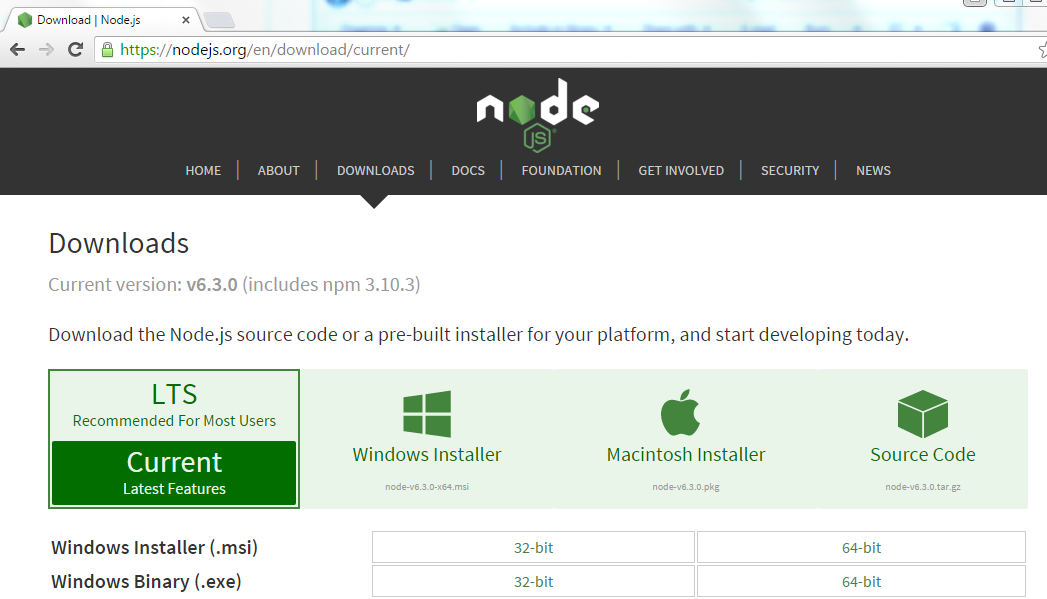 Download | Node.js
https://nodejs.org/en/download/current/
node
JS
HOME | ABOUT | DOWNLOADS | DOCS | FOUNDATION | GET INVOLVED | SECURITY | NEWS
Downloads
Current version: v6.3.0 (includes npm 3.10.3)
Download the Node.js source code or a pre-built installer for your platform, and start developing today.
LTS
Recommended For Most Users
Current
Latest Features
Windows Installer
node-v6.3.0-x64.msi
Macintosh Installer
node-v6.3.0.pkg
Source Code
node-v6.3.0.tar.gz
Windows Installer (.msi) 32-bit 64-bit
Windows Binary (.exe) 32-bit 64-bit